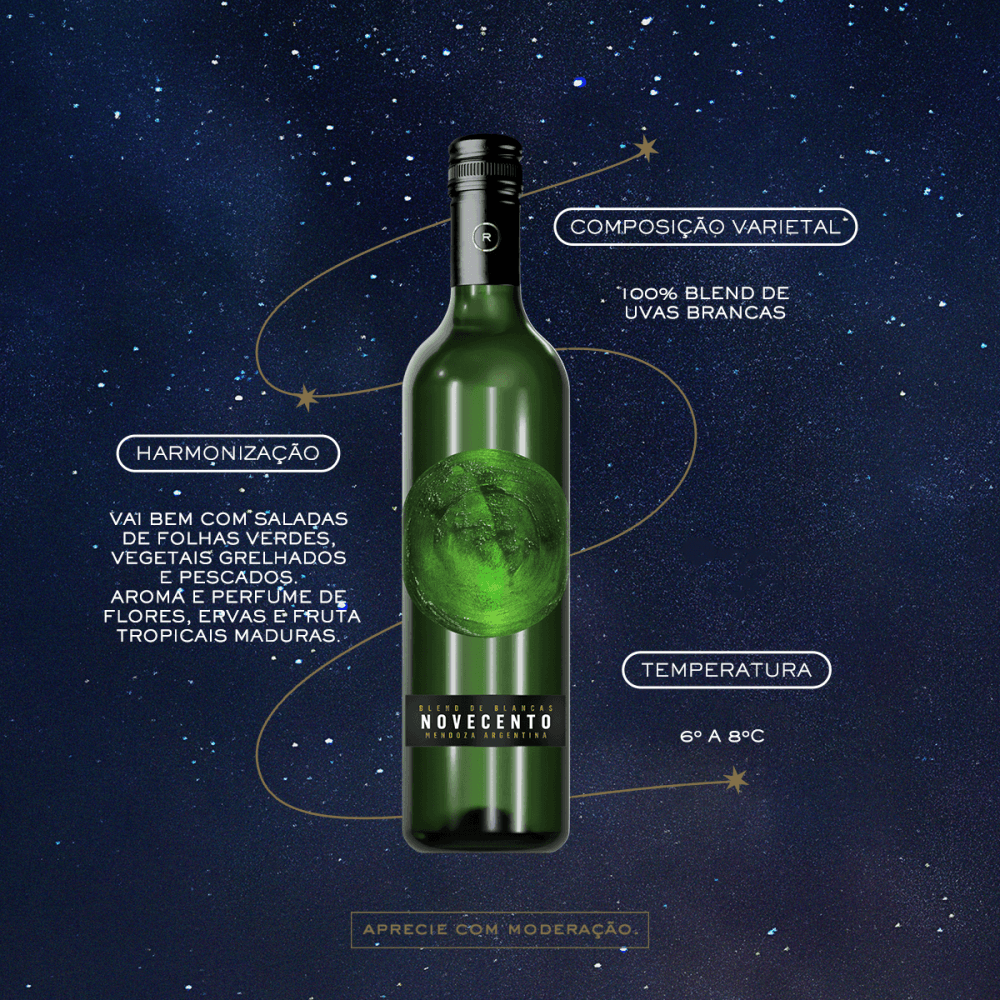 R
COMPOSIÇÃO VARIETAL
100% BLEND DE
UVAS BRANCAS
HARMONIZAÇÃO
VAI BEM COM SALADAS
DE FOLHAS VERDES,
VEGETAIS GRELHADOS
E PESCADOS.
AROMA E PERFUME DE
FLORES, ERVAS E FRUTA
TROPICAIS MADURAS.
TEMPERATURA
6º A 8ºC
BLEND DE BLANCAS
NOVECENTO
MENDOZA ARGENTINA
APRECIE COM MODERAÇÃO.